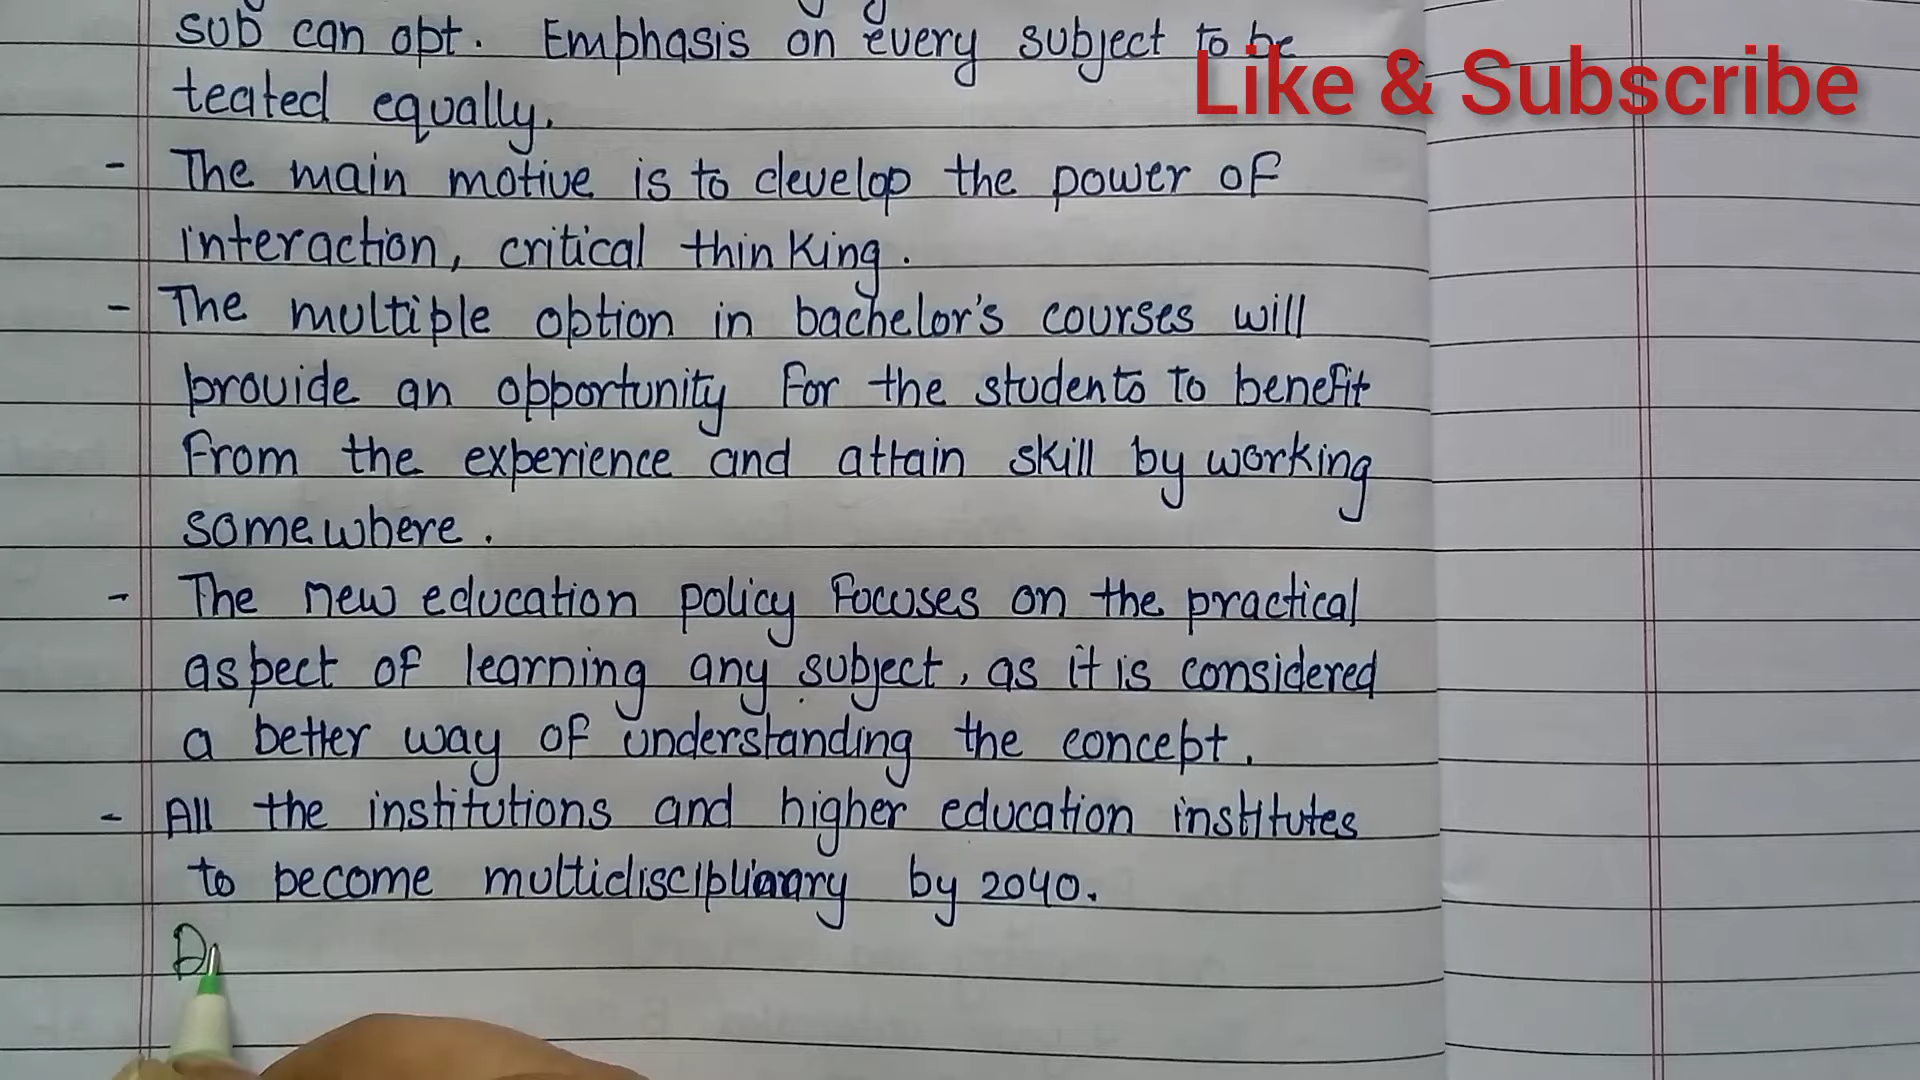 sub can opt. Emphasis on every subject to be
Like & Subscribe
teated equally.
- The main motive is to develop the power of
interaction, critical thinking.
- The multiple option in bachelor's courses will
provide an opportunity for the students to benefit
from the experience and attain skill by working
somewhere.
- The new education policy focuses on the practical
aspect of learning any subject, as it is considered
a better way of understanding the concept.
- All the institutions and higher education institutes
to become multidisciplinary by 2040.
D